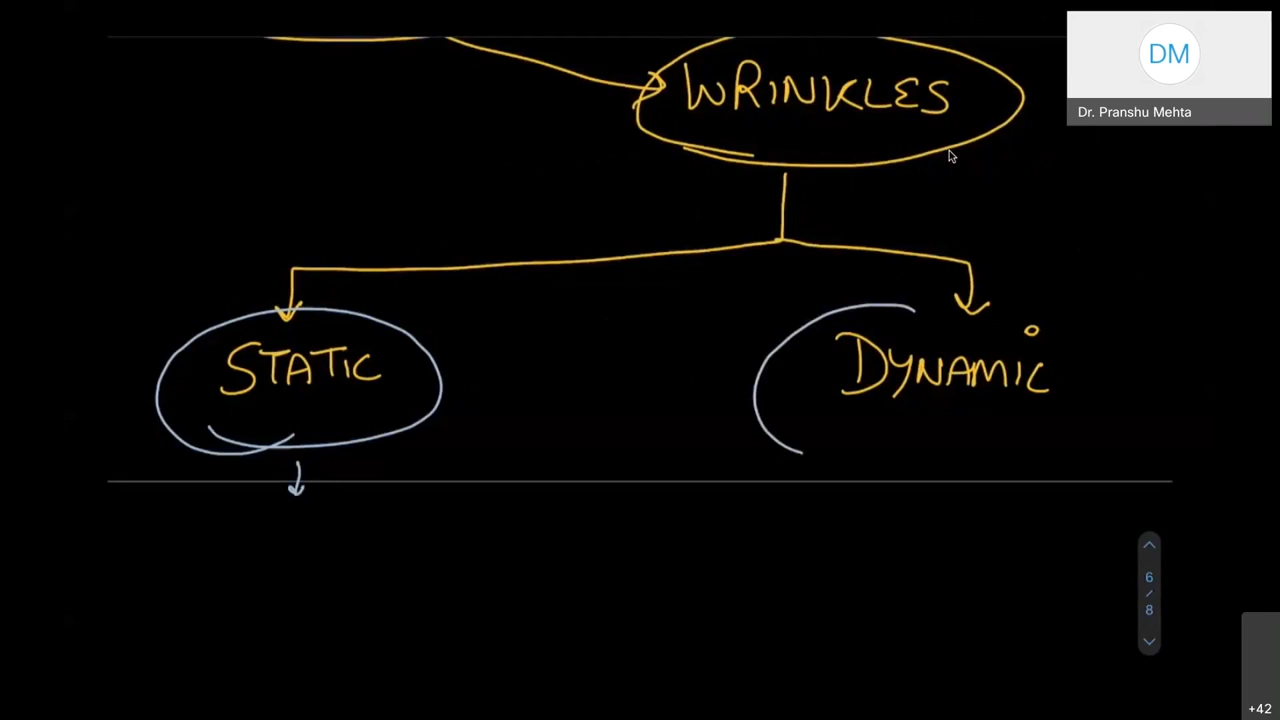 DM
Dr. Pranshu Mehta
WRINKLES
STATIC
DYNAMIC
6
/
8
+42